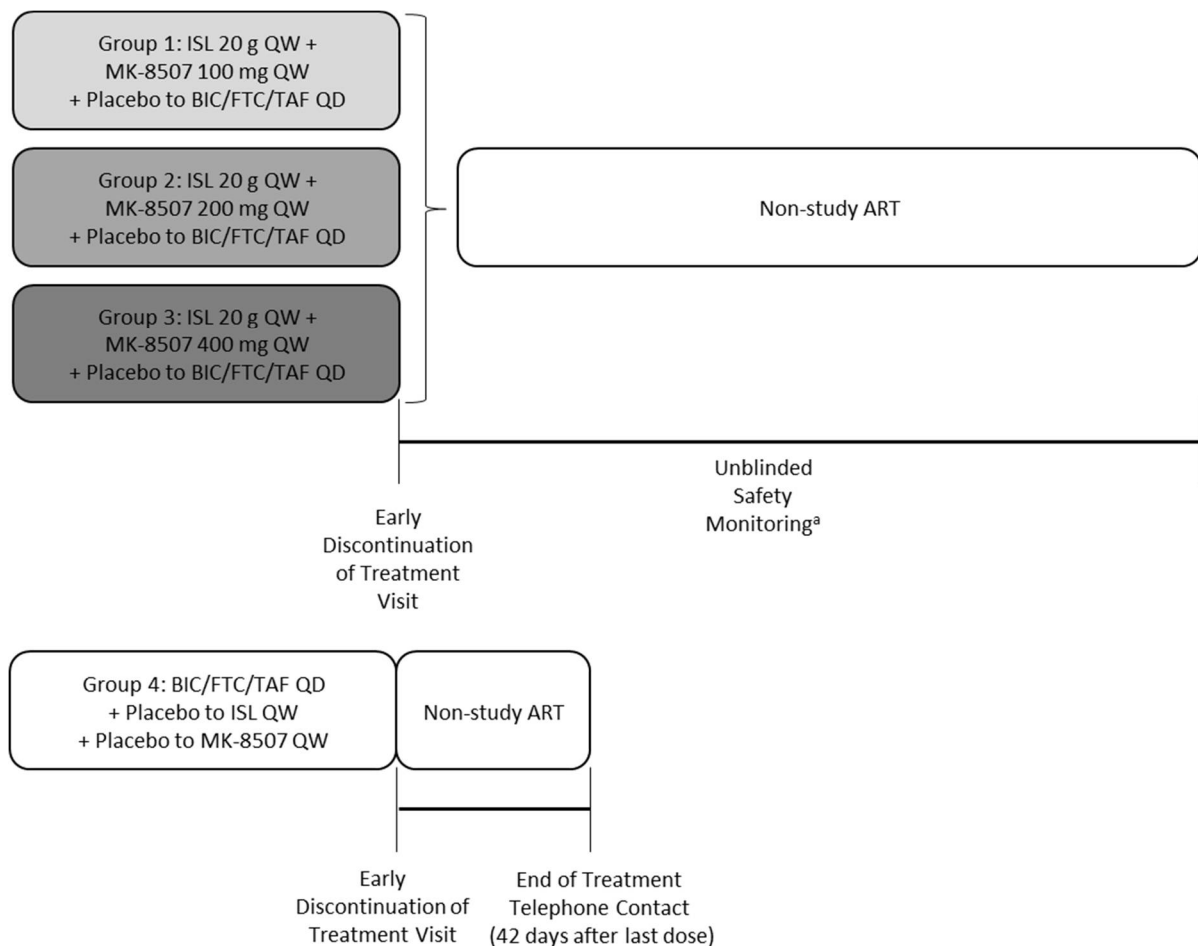 Group 1: ISL 20 g QW +
MK-8507 100 mg QW
+ Placebo to BIC/FTC/TAF QD
Group 2: ISL 20 g QW +
MK-8507 200 mg QW
+ Placebo to BIC/FTC/TAF QD
Group 3: ISL 20 g QW +
MK-8507 400 mg QW
+ Placebo to BIC/FTC/TAF QD
Non-study ART
Unblinded
Safety
Monitoringᵃ
Early
Discontinuation
of Treatment
Visit
Group 4: BIC/FTC/TAF QD
+ Placebo to ISL QW
+ Placebo to MK-8507 QW
Non-study ART
Early
Discontinuation of
Treatment Visit
End of Treatment
Telephone Contact
(42 days after last dose)